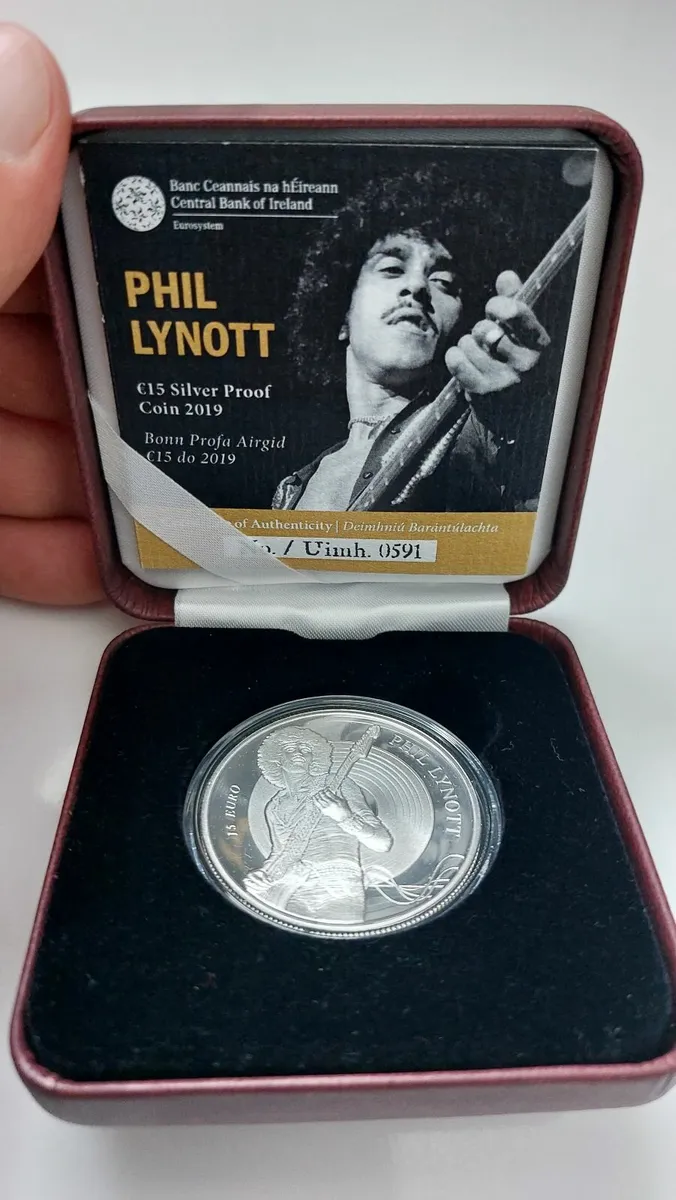 Banc Ceannais na hÉireann
Central Bank of Ireland
Eurosystem
PHIL
LYNOTT
€15 Silver Proof
Coin 2019
Bonn Profa Airgid
€15 do 2019
of Authenticity | Deimhniú Barántúlachta
No. / Uimh. 0591
15 EURO
PHIL LYNOTT